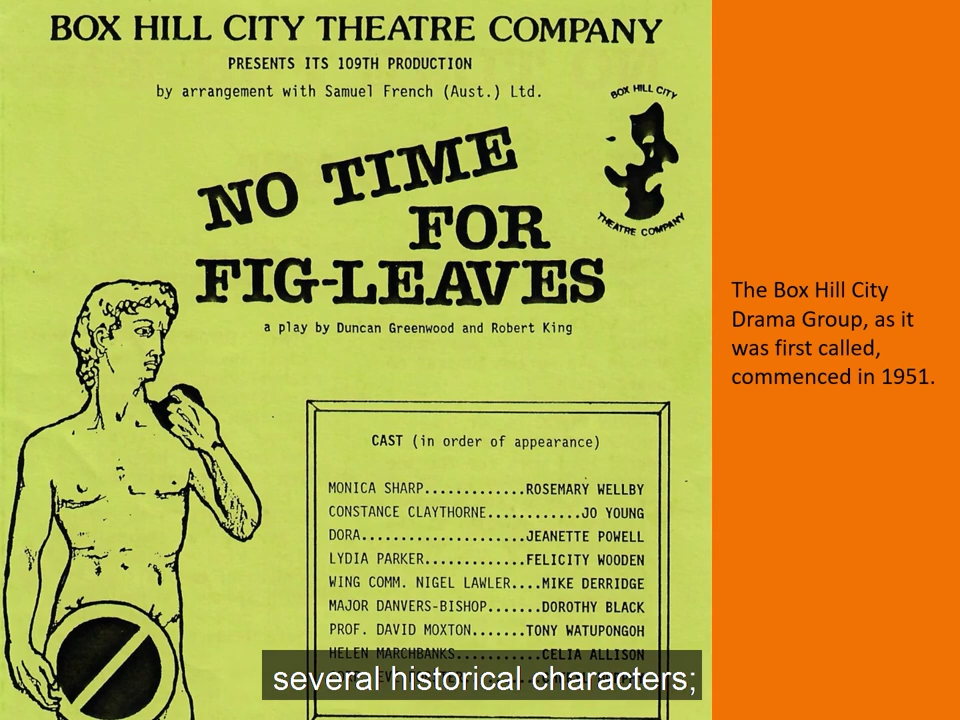 BOX HILL CITY THEATRE COMPANY
PRESENTS ITS 109TH PRODUCTION
by arrangement with Samuel French (Aust.) Ltd.
BOX HILL CITY
THEATRE COMPANY
NO TIME
FOR
FIG-LEAVES
a play by Duncan Greenwood and Robert King
CAST (in order of appearance)
MONICA SHARP.............ROSEMARY WELLBY
CONSTANCE CLAYTHORNE............JO YOUNG
DORA.....................JEANETTE POWELL
LYDIA PARKER.............FELICITY WOODEN
WING COMM. NIGEL LAWLER....MIKE DERRIDGE
MAJOR DANVERS-BISHOP.......DOROTHY BLACK
PROF. DAVID MOXTON.......TONY WATUPONGOH
HELEN MARCHBANKS...........CELIA ALLISON
several historical characters;
The Box Hill City
Drama Group, as it
was first called,
commenced in 1951.